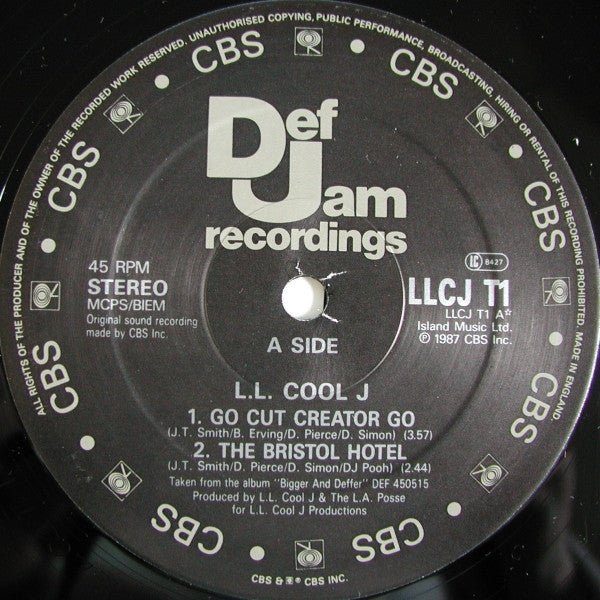 ALL RIGHTS OF THE PRODUCER AND OF THE OWNER OF THE RECORDED WORK RESERVED. UNAUTHORISED COPYING, PUBLIC PERFORMANCE, BROADCASTING, HIRING OR RENTAL OF THIS RECORDING PROHIBITED. MADE IN ENGLAND.
CBS
CBS
CBS
CBS
CBS
CBS
CBS
CBS
CBS
Def
Jam
recordings
45 RPM
STEREO
MCPS/BIEM
Original sound recording
made by CBS Inc.
LC 8427
LLCJ T1
LLCJ T1 A☆
Island Music Ltd.
℗ 1987 CBS Inc.
A SIDE
L.L. COOL J
1. GO CUT CREATOR GO
(J.T. Smith/B. Erving/D. Pierce/D. Simon) (3.57)
2. THE BRISTOL HOTEL
(J.T. Smith/D. Pierce/D. Simon/DJ Pooh) (2.44)
Taken from the album "Bigger And Deffer" DEF 450515
Produced by L.L. Cool J & The L.A. Posse
for L.L. Cool J Productions
CBS & ® CBS INC.